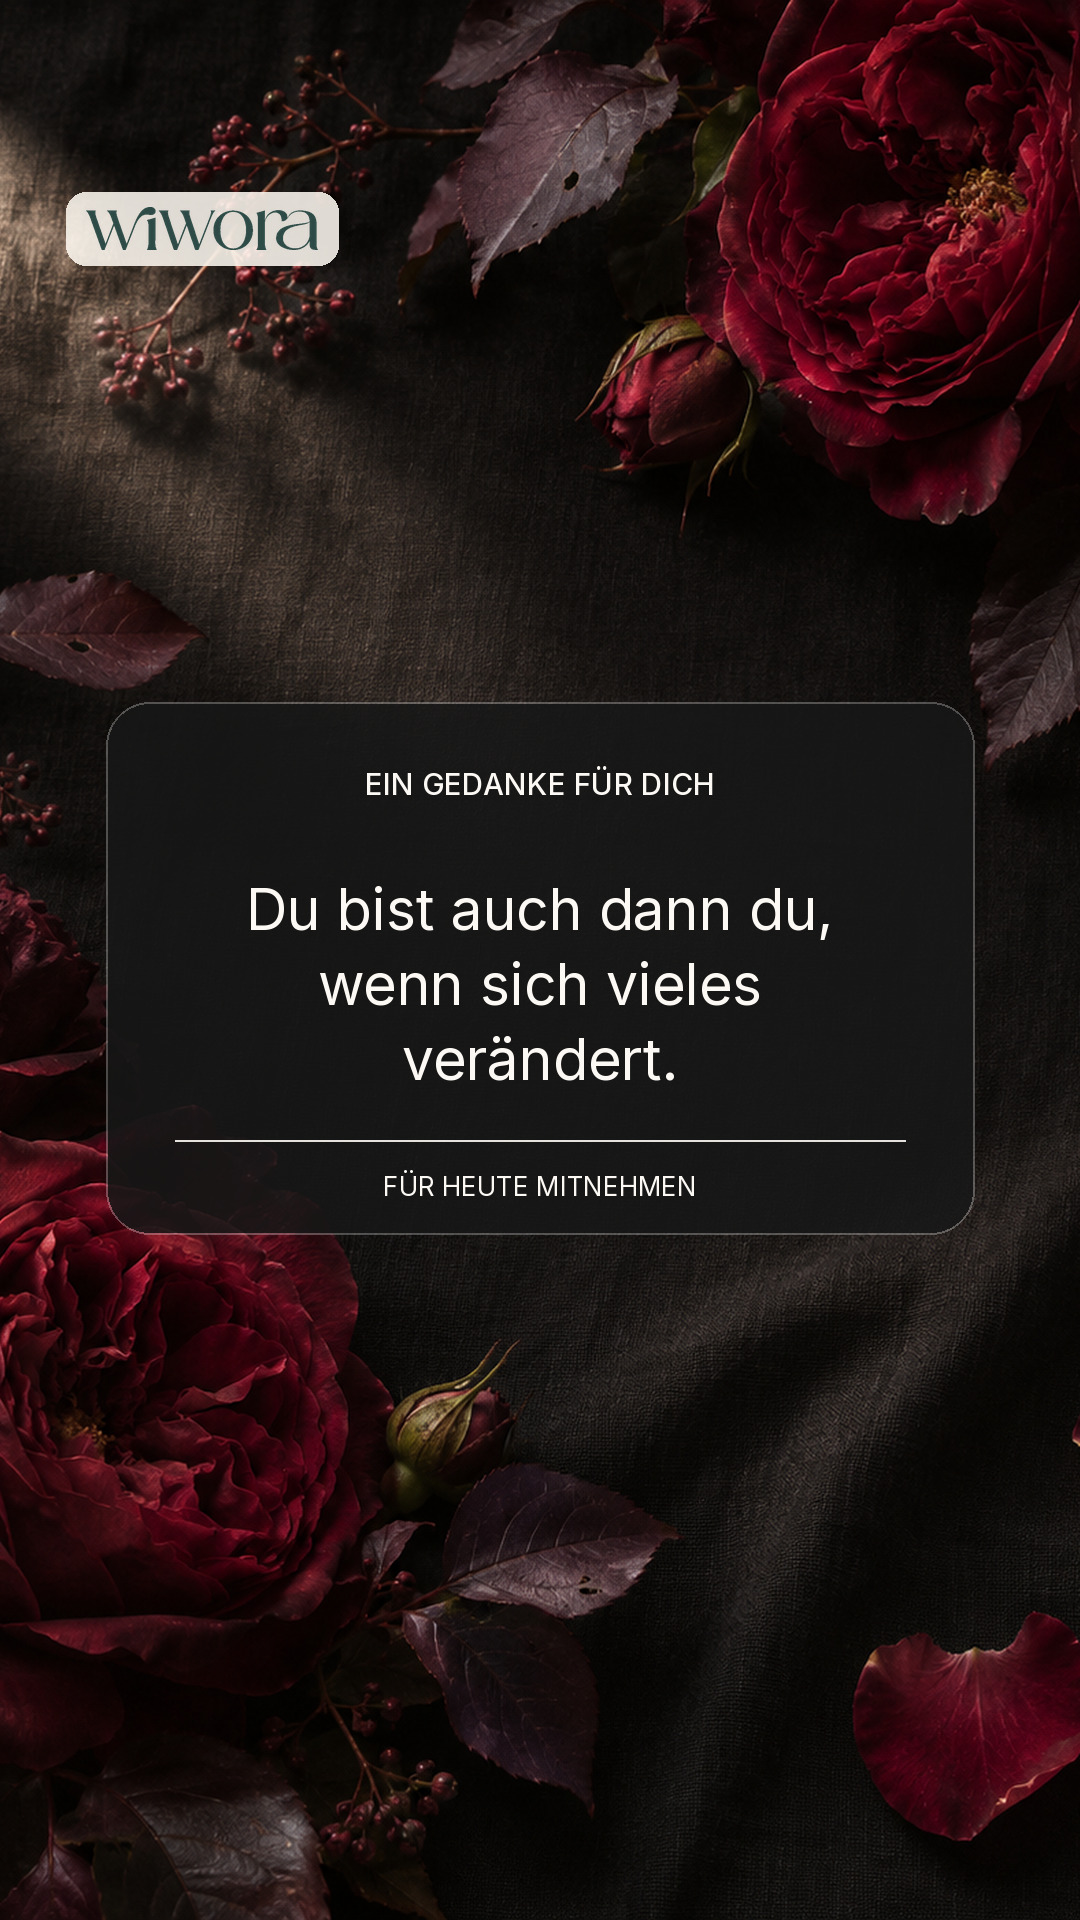 wiwora
EIN GEDANKE FÜR DICH
Du bist auch dann du,
wenn sich vieles
verändert.
FÜR HEUTE MITNEHMEN